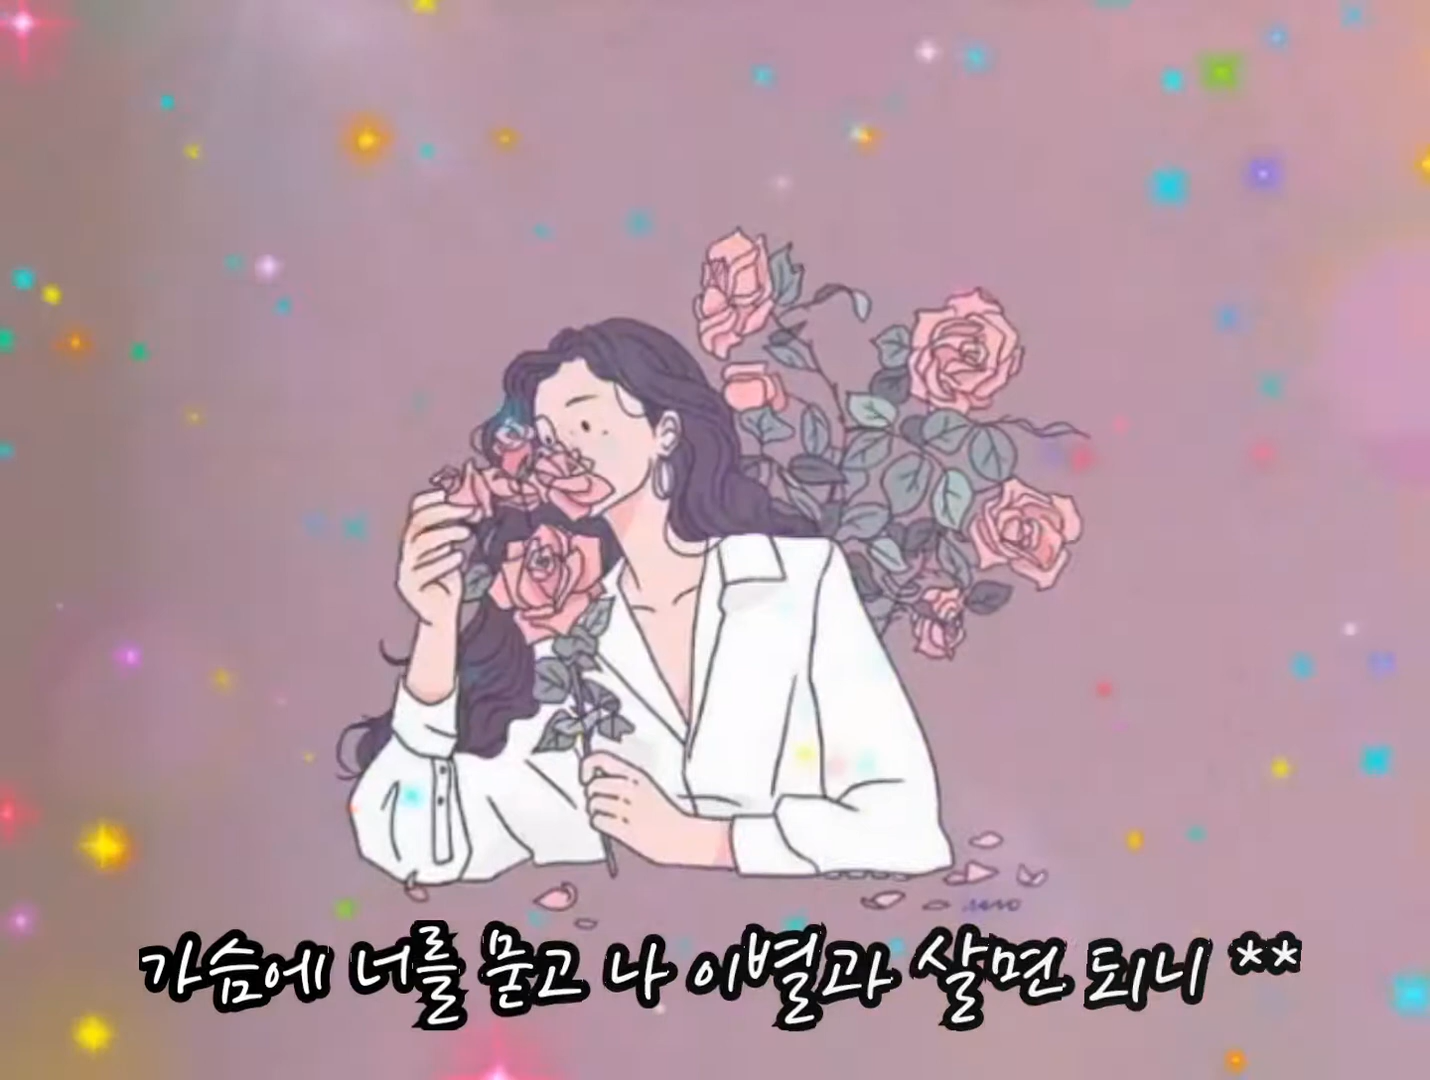 가슴에 너를 묻고 나 이별과 살면 되니 **